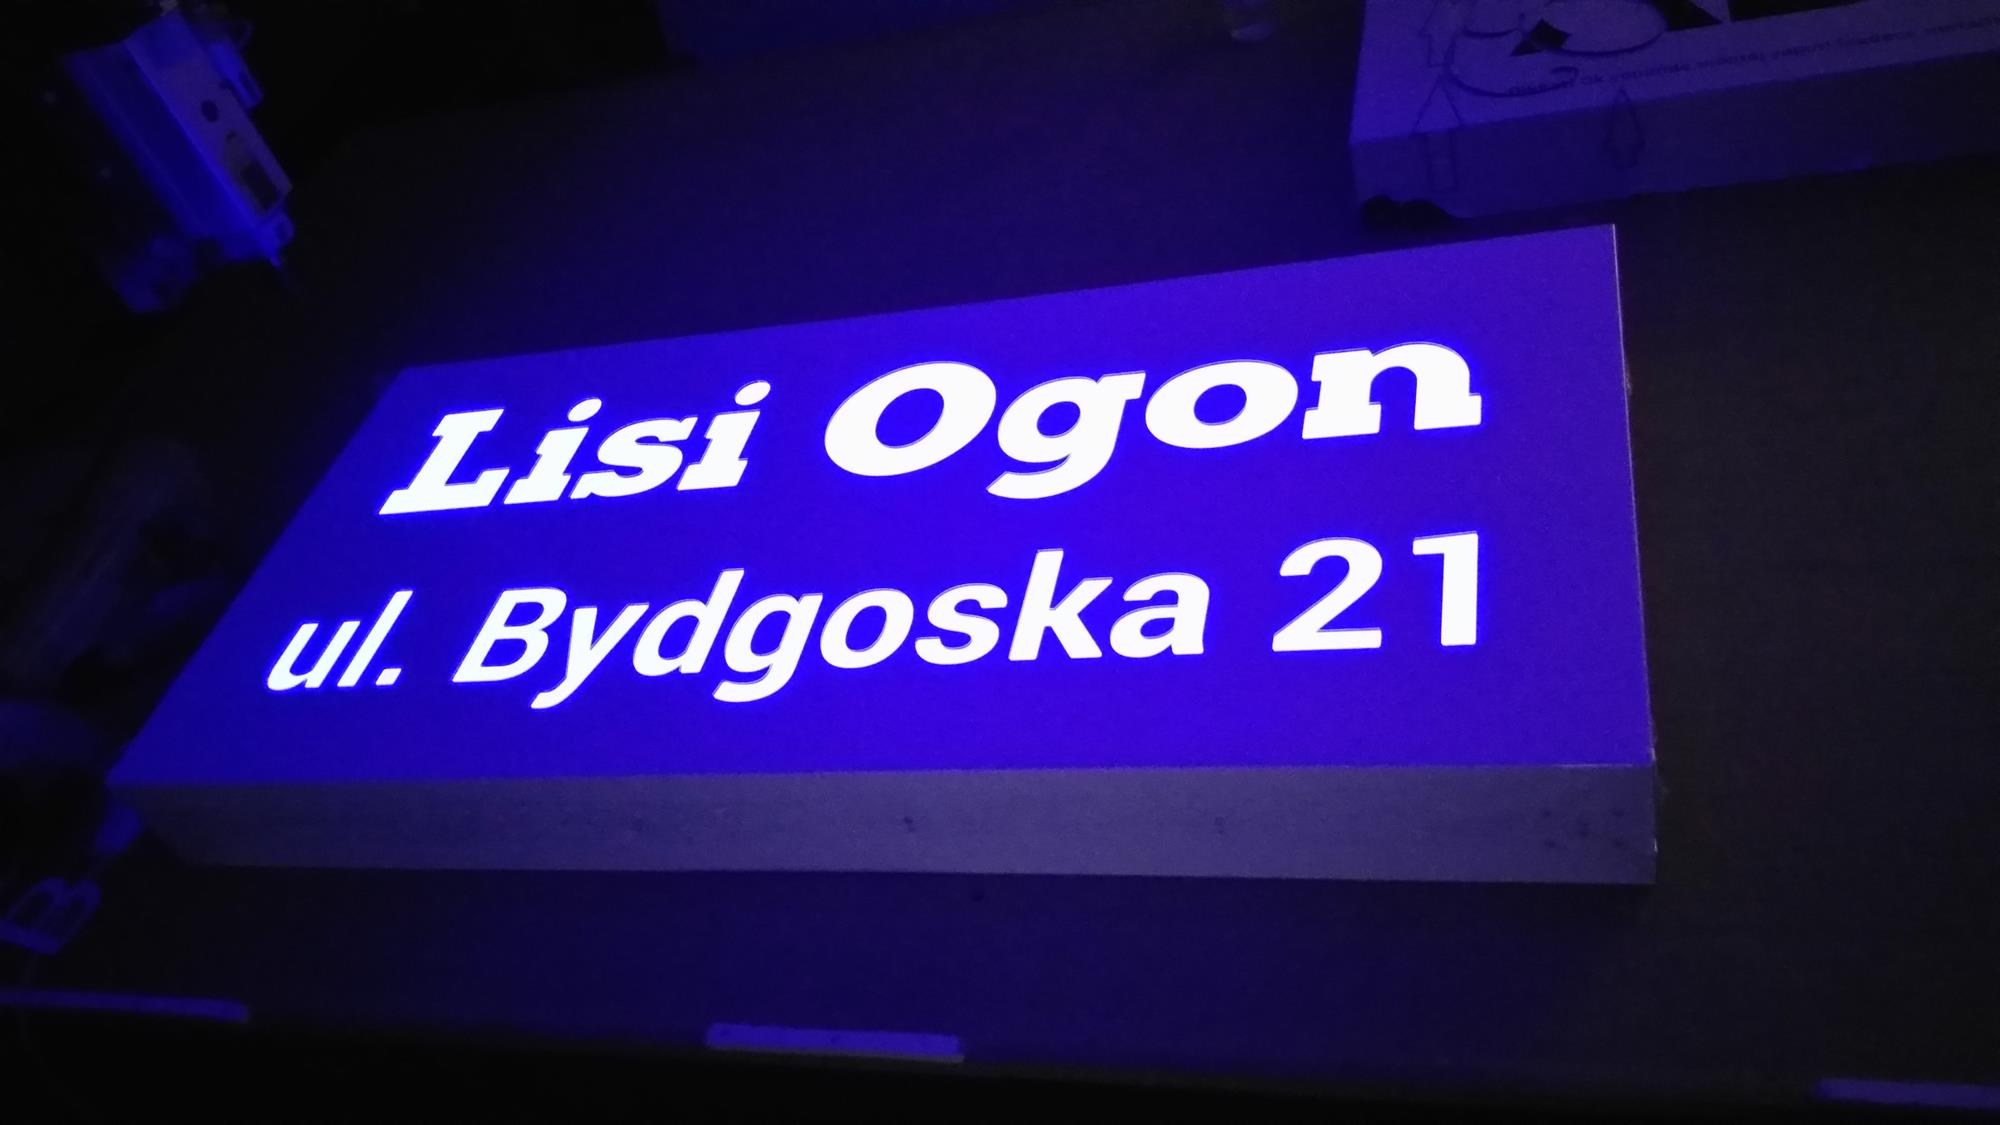 Lisi Ogon
ul. Bydgoska 21